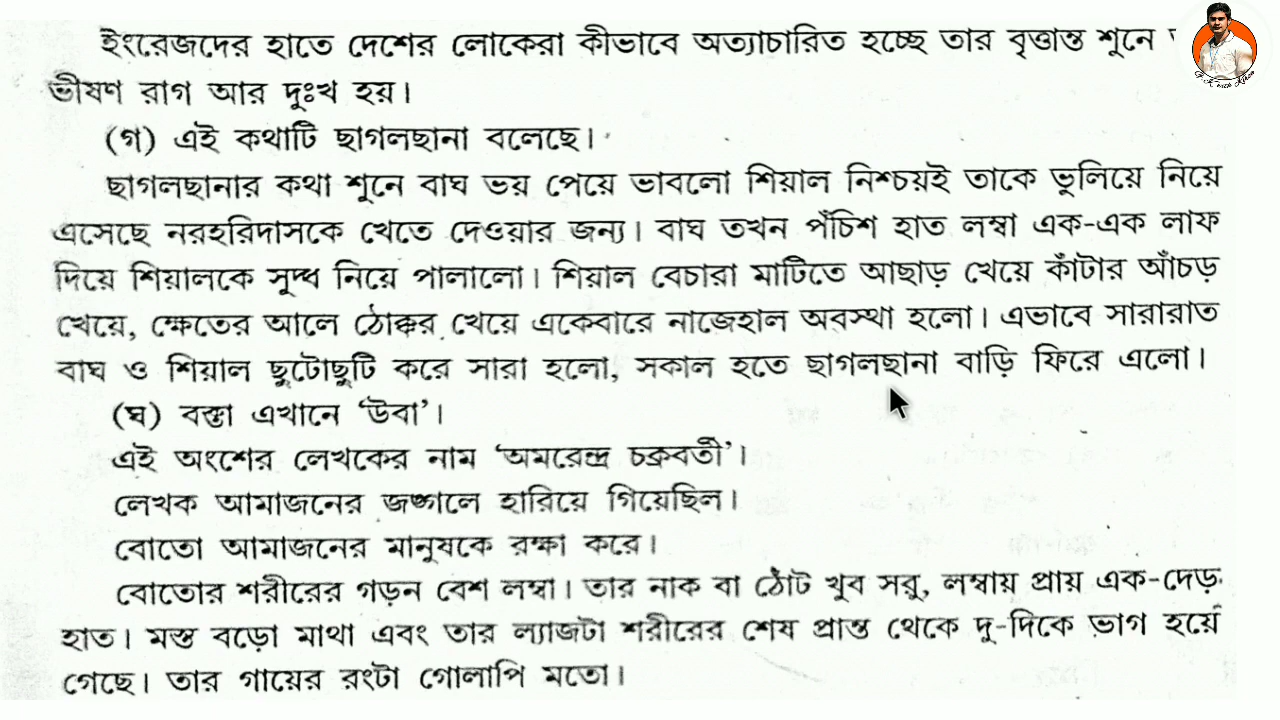 ইংরেজদের হাতে দেশের লোকেরা কীভাবে অত্যাচারিত হচ্ছে তার বৃত্তান্ত শুনে
ভীষণ রাগ আর দুঃখ হয়।
(গ) এই কথাটি ছাগলছানা বলেছে।
ছাগলছানার কথা শুনে বাঘ ভয় পেয়ে ভাবলো শিয়াল নিশ্চয়ই তাকে ভুলিয়ে নিয়ে
এসেছে নরহরিদাসকে খেতে দেওয়ার জন্য। বাঘ তখন পঁচিশ হাত লম্বা এক-এক লাফ
দিয়ে শিয়ালকে সুদ্ধ নিয়ে পালালো। শিয়াল বেচারা মাটিতে আছাড় খেয়ে কাঁটার আঁচড়
খেয়ে, ক্ষেতের আলে ঠোক্কর খেয়ে একেবারে নাজেহাল অবস্থা হলো। এভাবে সারারাত
বাঘ ও শিয়াল ছুটোছুটি করে সারা হলো, সকাল হতে ছাগলছানা বাড়ি ফিরে এলো।
(ঘ) বক্তা এখানে ‘উবা’।
এই অংশের লেখকের নাম ‘অমরেন্দ্র চক্রবর্তী’।
লেখক আমাজনের জঙ্গলে হারিয়ে গিয়েছিল।
বোতো আমাজনের মানুষকে রক্ষা করে।
বোতোর শরীরের গড়ন বেশ লম্বা। তার নাক বা ঠোঁট খুব সরু, লম্বায় প্রায় এক-দেড়
হাত। মস্ত বড়ো মাথা এবং তার ল্যাজটা শরীরের শেষ প্রান্ত থেকে দু-দিকে ভাগ হয়ে
গেছে। তার গায়ের রংটা গোলাপি মতো।